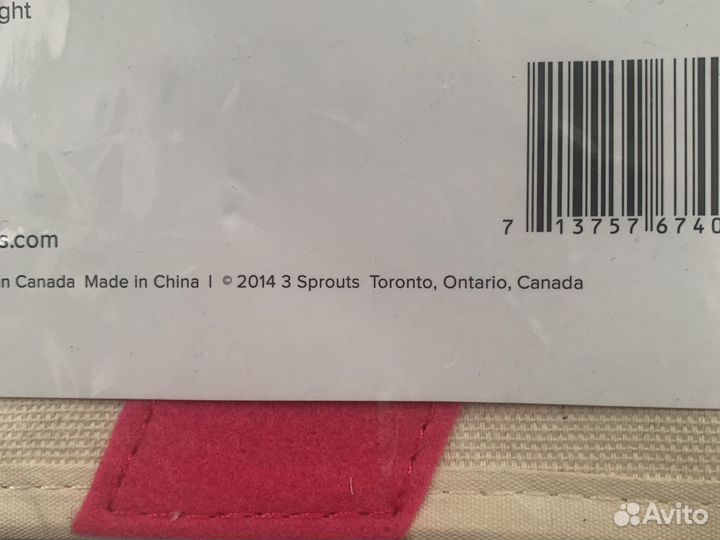 ght
s.com
n Canada Made in China | © 2014 3 Sprouts Toronto, Ontario, Canada
7 13757 6740
Avito